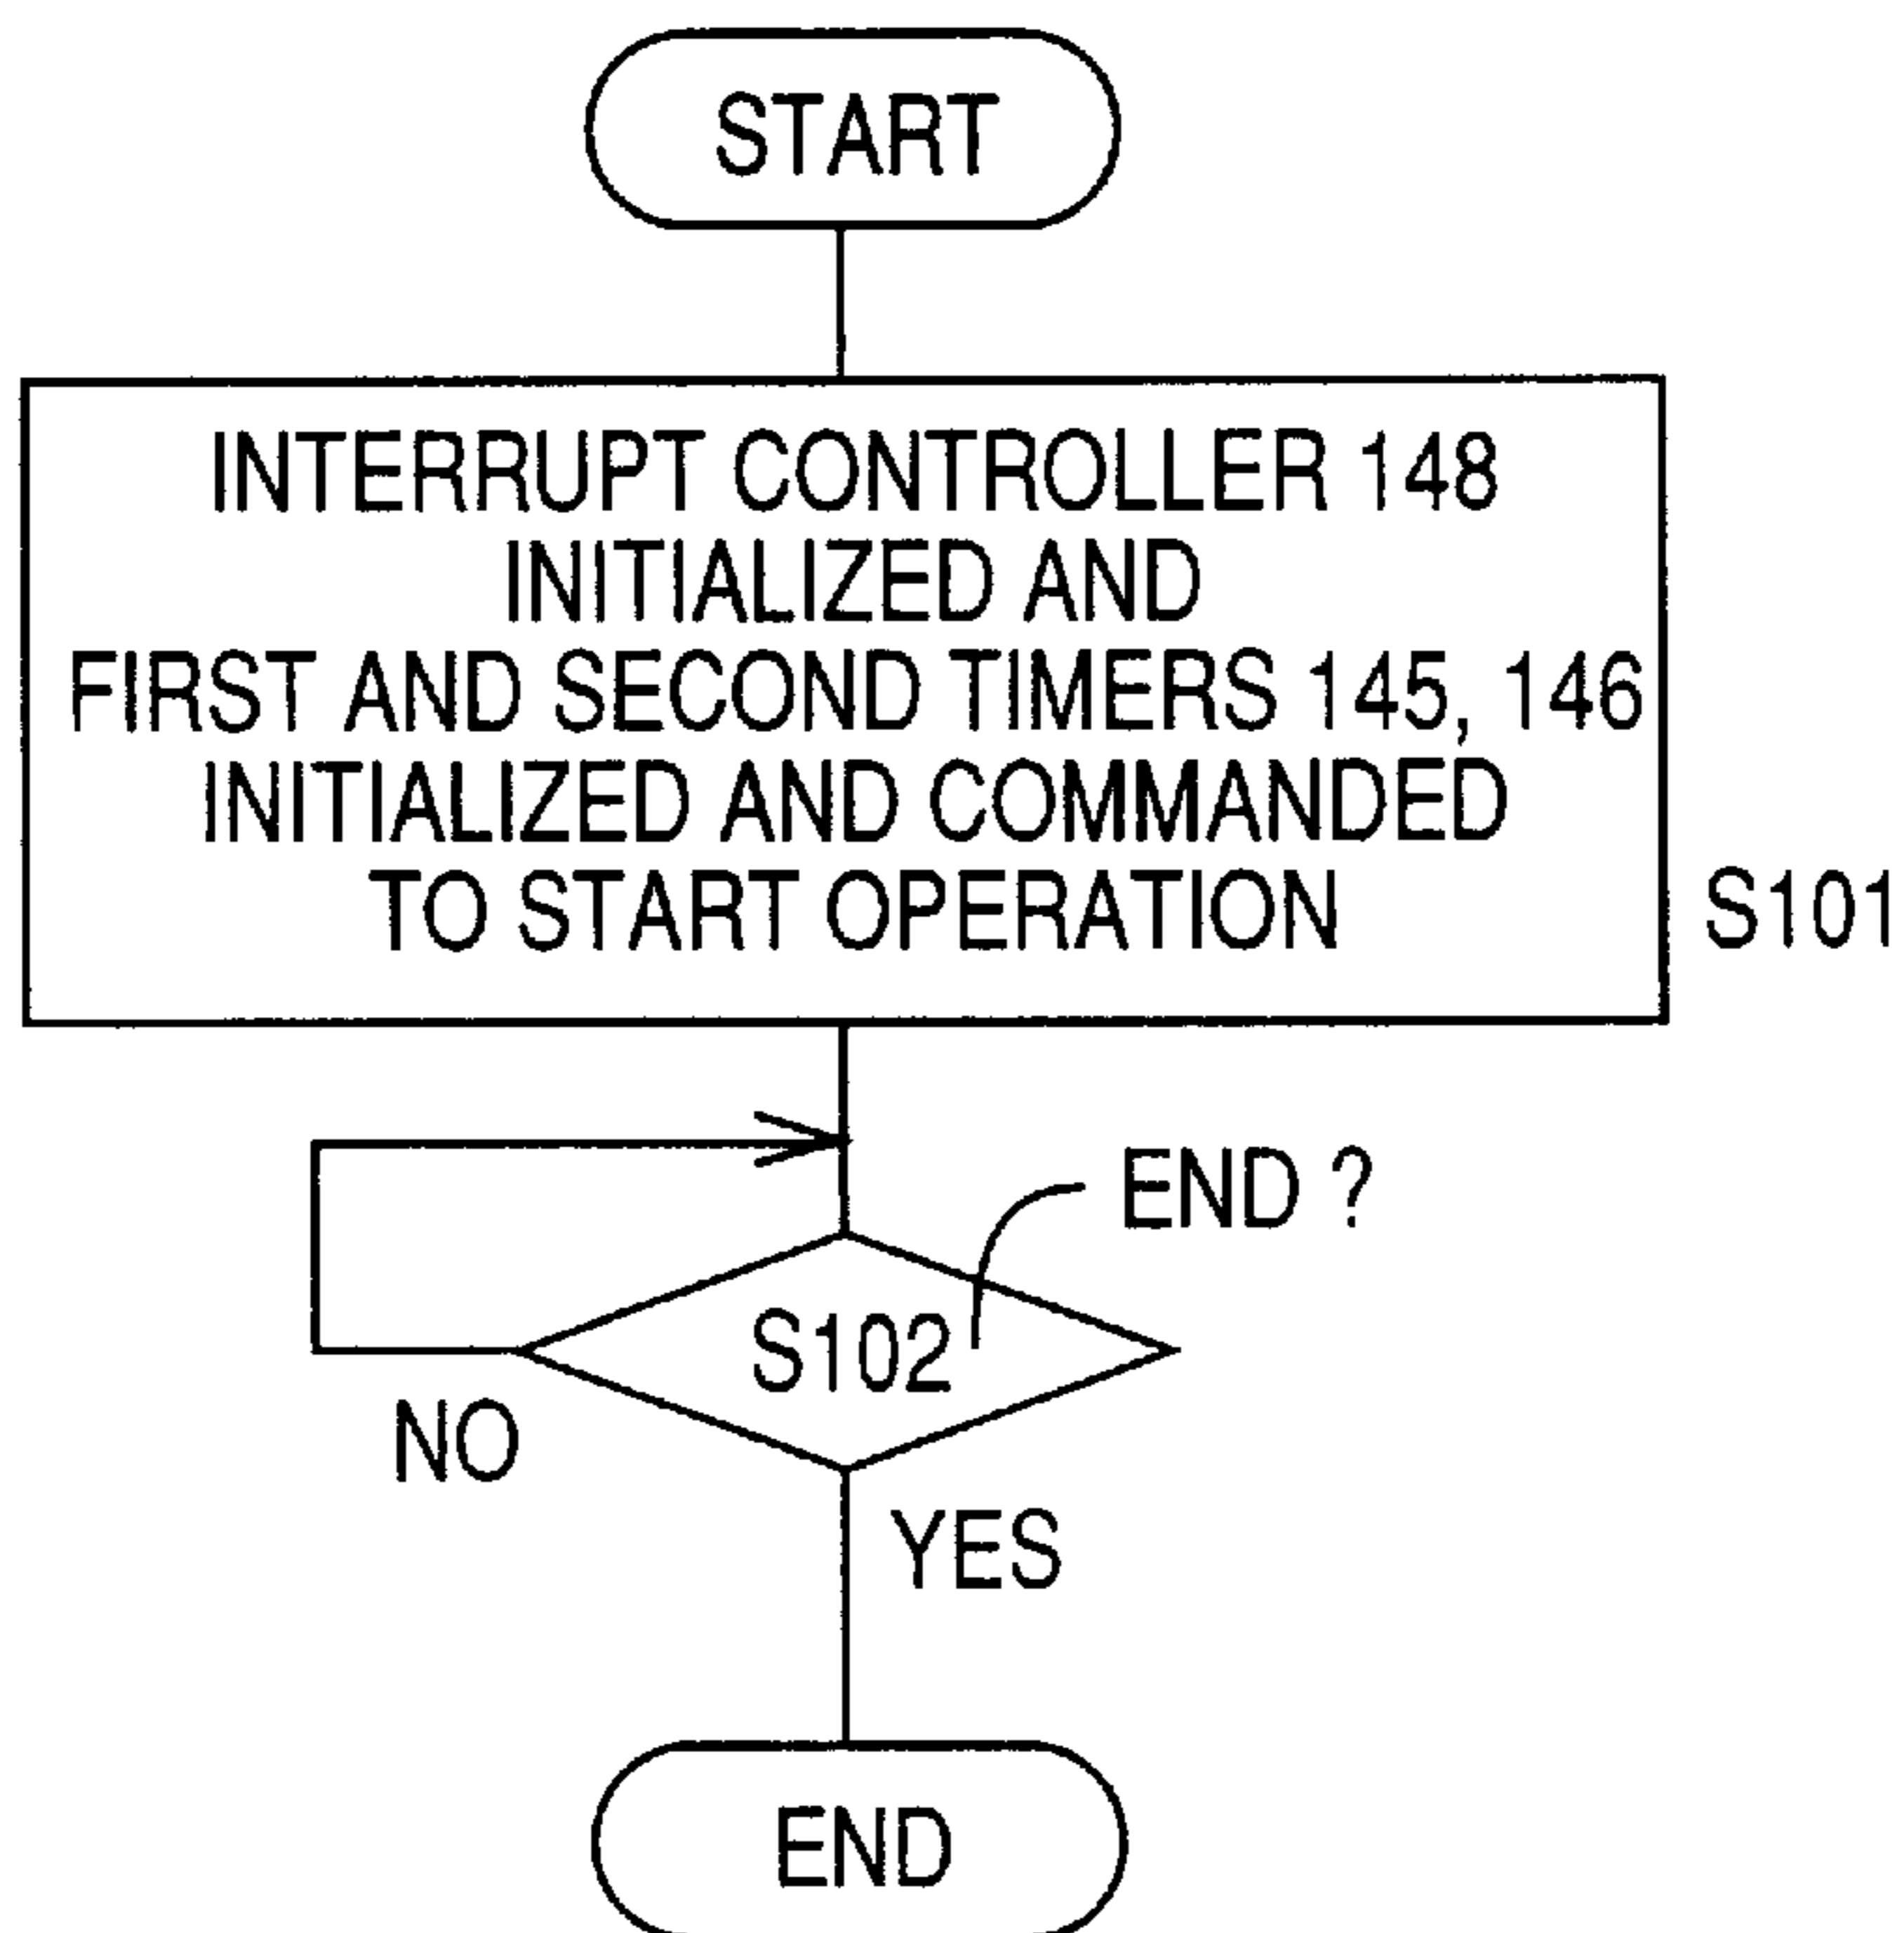 START
INTERRUPT CONTROLLER 148
INITIALIZED AND
FIRST AND SECOND TIMERS 145, 146
INITIALIZED AND COMMANDED
TO START OPERATION
S101
END ?
S102
NO
YES
END